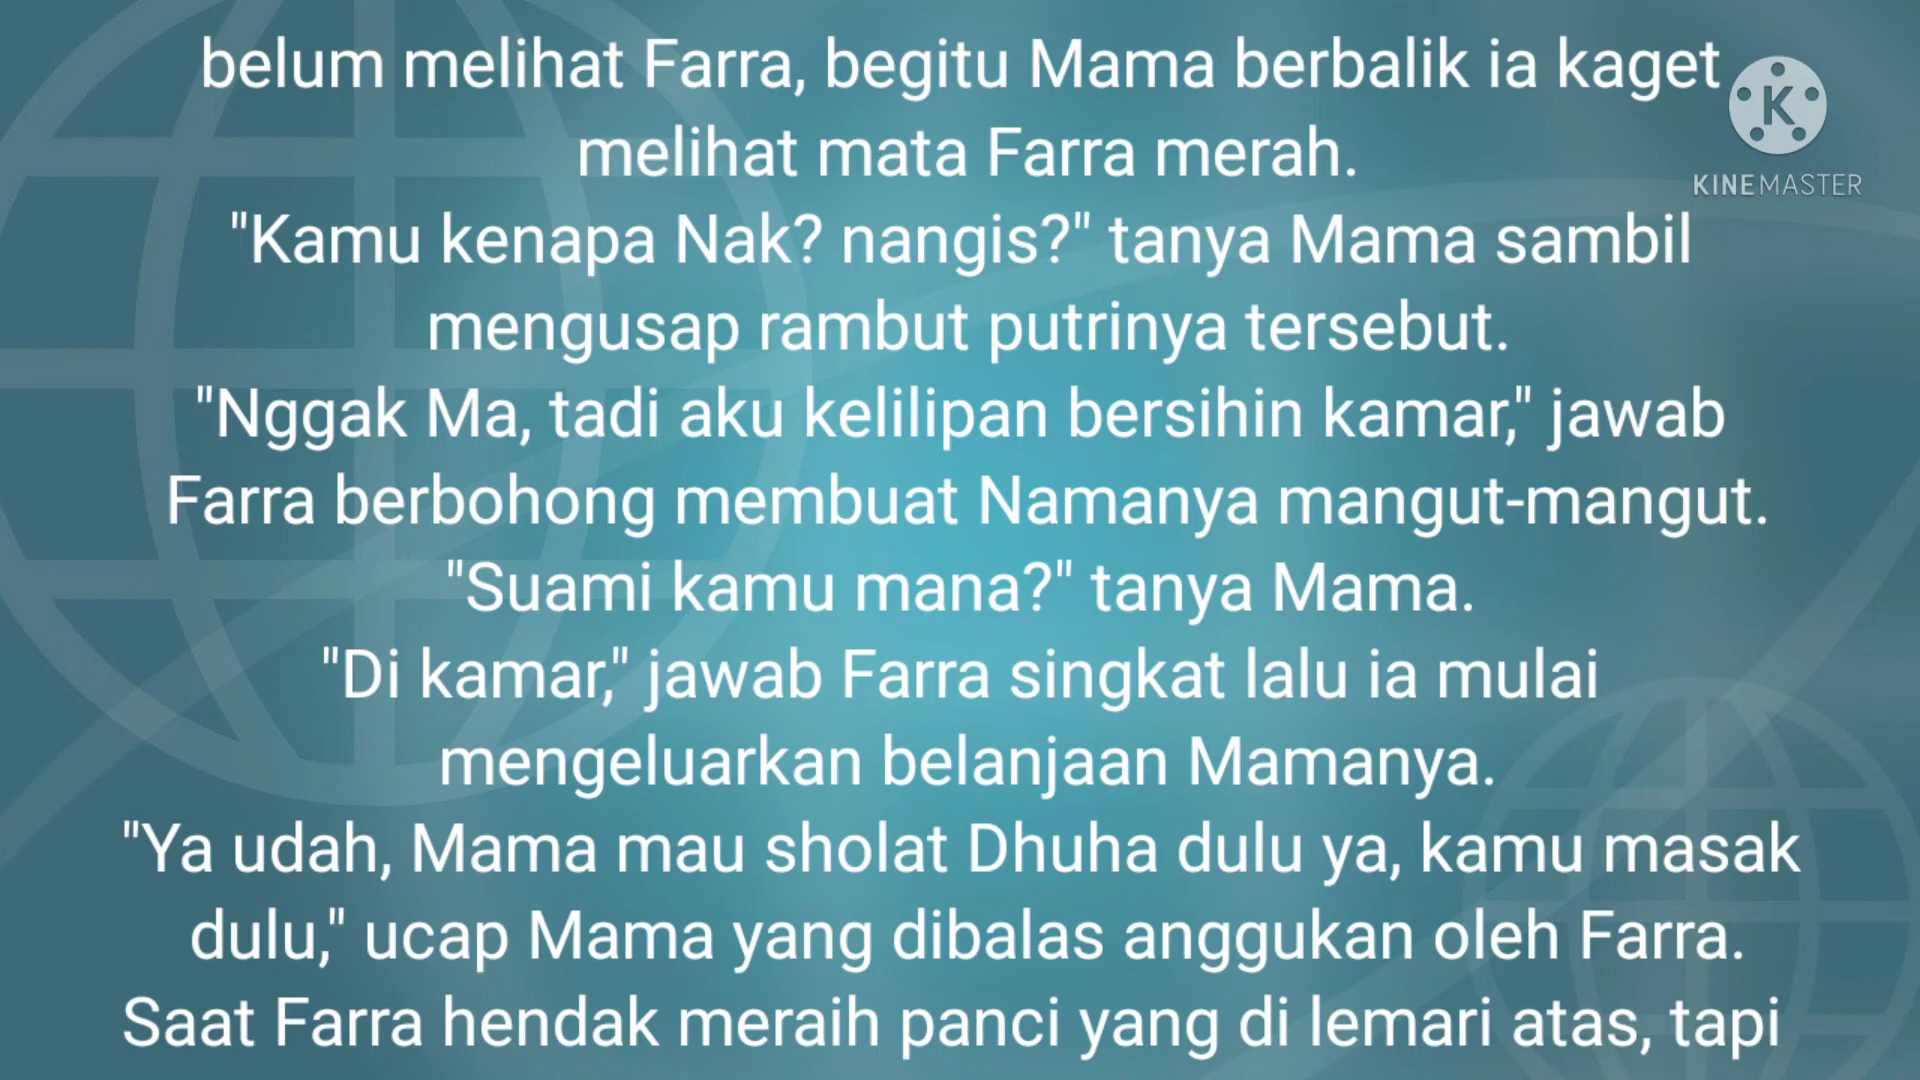 belum melihat Farra, begitu Mama berbalik ia kaget
melihat mata Farra merah.
"Kamu kenapa Nak? nangis?" tanya Mama sambil
mengusap rambut putrinya tersebut.
"Nggak Ma, tadi aku kelilipan bersihin kamar," jawab
Farra berbohong membuat Namanya mangut-mangut.
"Suami kamu mana?" tanya Mama.
"Di kamar," jawab Farra singkat lalu ia mulai
mengeluarkan belanjaan Mamanya.
"Ya udah, Mama mau sholat Dhuha dulu ya, kamu masak
dulu," ucap Mama yang dibalas anggukan oleh Farra.
Saat Farra hendak meraih panci yang di lemari atas, tapi
K
KINEMASTER